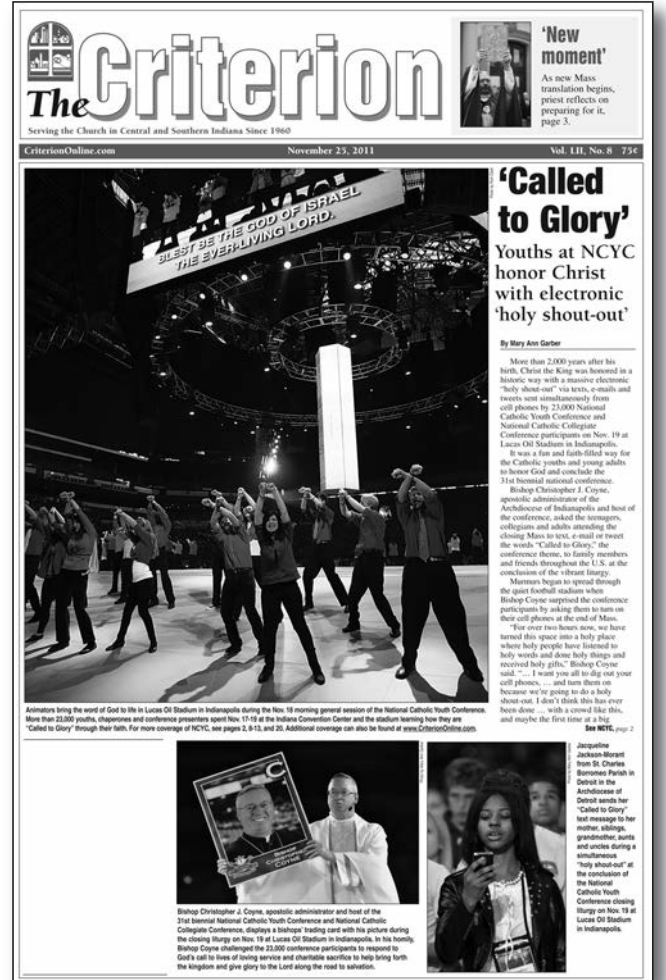 The Criterion
Serving the Church in Central and Southern Indiana Since 1960
‘New
moment’
As new Mass
translation begins,
priest reflects on
preparing for it,
page 3.
CriterionOnline.com November 25, 2011 Vol. LII, No. 8 75¢
BLEST BE THE GOD OF ISRAEL
THE EVER-LIVING LORD.
‘Called
to Glory’
Youths at NCYC
honor Christ
with electronic
‘holy shout-out’
By Mary Ann Garber
More than 2,000 years after his
birth, Christ the King was honored in a
historic way with a massive electronic
“holy shout-out” via texts, e-mails and
tweets sent simultaneously from
cell phones by 23,000 National
Catholic Youth Conference and
National Catholic Collegiate
Conference participants on Nov. 19 at
Lucas Oil Stadium in Indianapolis.
It was a fun and faith-filled way for
the Catholic youths and young adults
to honor God and conclude the
31st biennial national conference.
Bishop Christopher J. Coyne,
apostolic administrator of the
Archdiocese of Indianapolis and host of
the conference, asked the teenagers,
collegians and adults attending the
closing Mass to text, e-mail or tweet
the words “Called to Glory,” the
conference theme, to family members
and friends throughout the U.S. at the
conclusion of the vibrant liturgy.
Murmurs began to spread through
the quiet football stadium when
Bishop Coyne surprised the conference
participants by asking them to turn on
their cell phones at the end of Mass.
“For over two hours now, we have
turned this space into a holy place
where holy people have listened to
holy words and done holy things and
received holy gifts,” Bishop Coyne
said. “… I want you all to dig out your
cell phones, … and turn them on
because we’re going to do a holy
shout-out. I don’t think this has ever
been done … with a crowd like this,
and maybe the first time at a big
See NCYC, page 2
Animators bring the word of God to life in Lucas Oil Stadium in Indianapolis during the Nov. 18 morning general session of the National Catholic Youth Conference.
More than 23,000 youths, chaperones and conference presenters spent Nov. 17-19 at the Indiana Convention Center and the stadium learning how they are
“Called to Glory” through their faith. For more coverage of NCYC, see pages 2, 8-13, and 20. Additional coverage can also be found at www.CriterionOnline.com.
BISHOP
CHRISTOPHER
COYNE
Bishop Christopher J. Coyne, apostolic administrator and host of the
31st biennial National Catholic Youth Conference and National Catholic
Collegiate Conference, displays a bishops’ trading card with his picture during
the closing liturgy on Nov. 19 at Lucas Oil Stadium in Indianapolis. In his homily,
Bishop Coyne challenged the 23,000 conference participants to respond to
God’s call to lives of loving service and charitable sacrifice to help bring forth
the kingdom and give glory to the Lord along the road to salvation.
Jacqueline
Jackson-Morant
from St. Charles
Borromeo Parish in
Detroit in the
Archdiocese of
Detroit sends her
“Called to Glory”
text message to her
mother, siblings,
grandmother, aunts
and uncles during a
simultaneous
“holy shout-out” at
the conclusion of
the National
Catholic Youth
Conference closing
liturgy on Nov. 19 at
Lucas Oil Stadium
in Indianapolis.